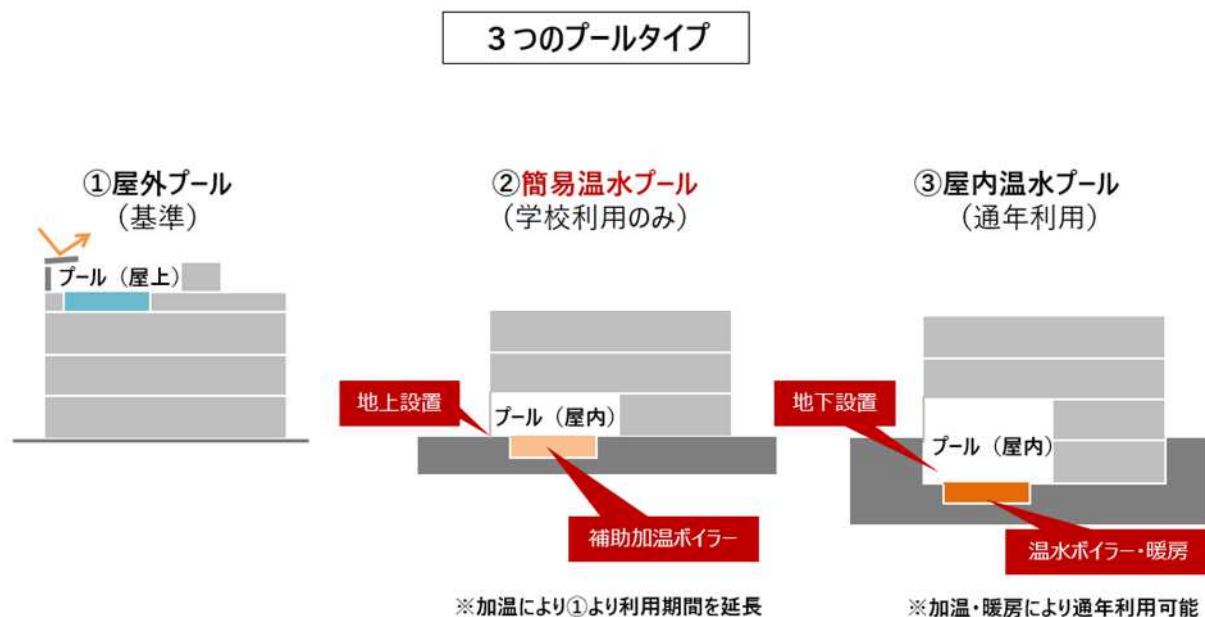 3つのプールタイプ
①屋外プール
(基準)
プール(屋上)
②簡易温水プール
(学校利用のみ)
地上設置
プール(屋内)
補助加温ボイラー
※加温により①より利用期間を延長
③屋内温水プール
(通年利用)
地下設置
プール(屋内)
温水ボイラー・暖房
※加温・暖房により通年利用可能